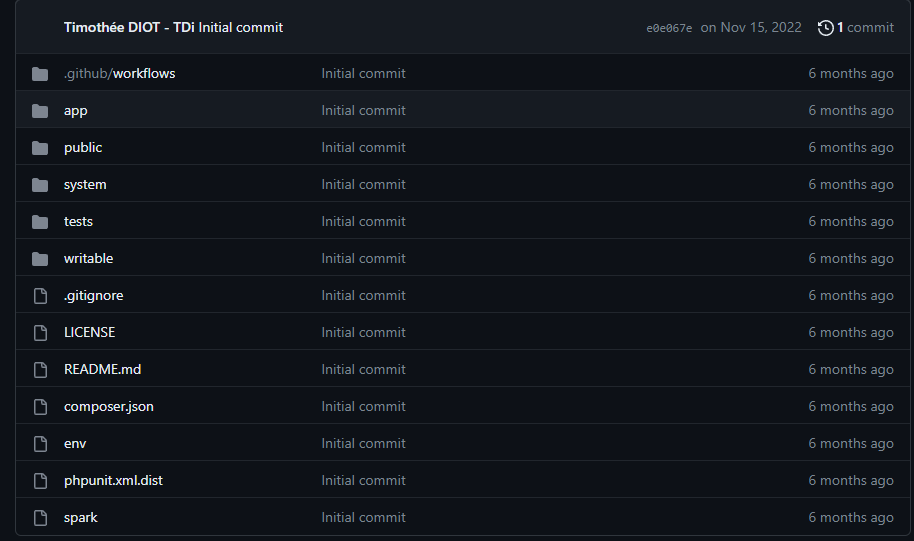 Timothée DIOT - TDi Initial commit e0e067e on Nov 15, 2022 1 commit
.github/workflows Initial commit 6 months ago
app Initial commit 6 months ago
public Initial commit 6 months ago
system Initial commit 6 months ago
tests Initial commit 6 months ago
writable Initial commit 6 months ago
.gitignore Initial commit 6 months ago
LICENSE Initial commit 6 months ago
README.md Initial commit 6 months ago
composer.json Initial commit 6 months ago
env Initial commit 6 months ago
phpunit.xml.dist Initial commit 6 months ago
spark Initial commit 6 months ago